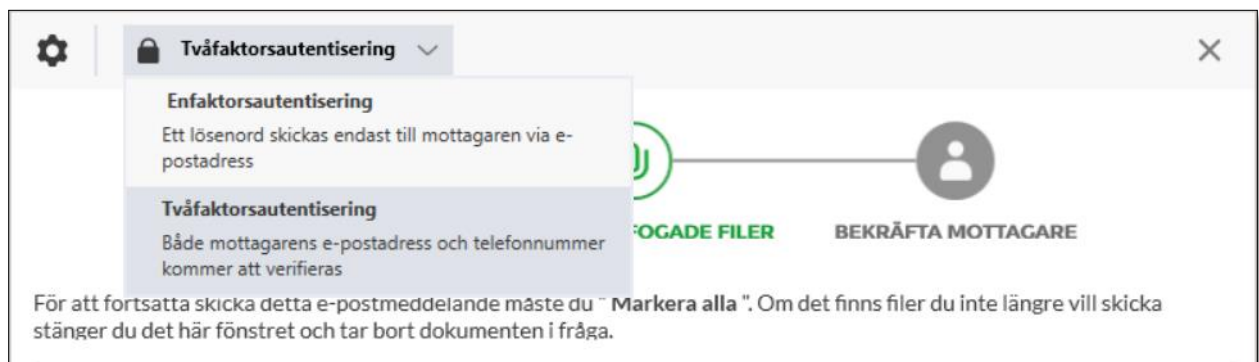 Tvåfaktorsautentisering
Enfaktorsautentisering
Ett lösenord skickas endast till mottagaren via e-
postadress
Tvåfaktorsautentisering
Både mottagarens e-postadress och telefonnummer
kommer att verifieras
FOGADE FILER
BEKRÄFTA MOTTAGARE
För att fortsätta skicka detta e-postmeddelande måste du " Markera alla ". Om det finns filer du inte längre vill skicka
stänger du det här fönstret och tar bort dokumenten i fråga.